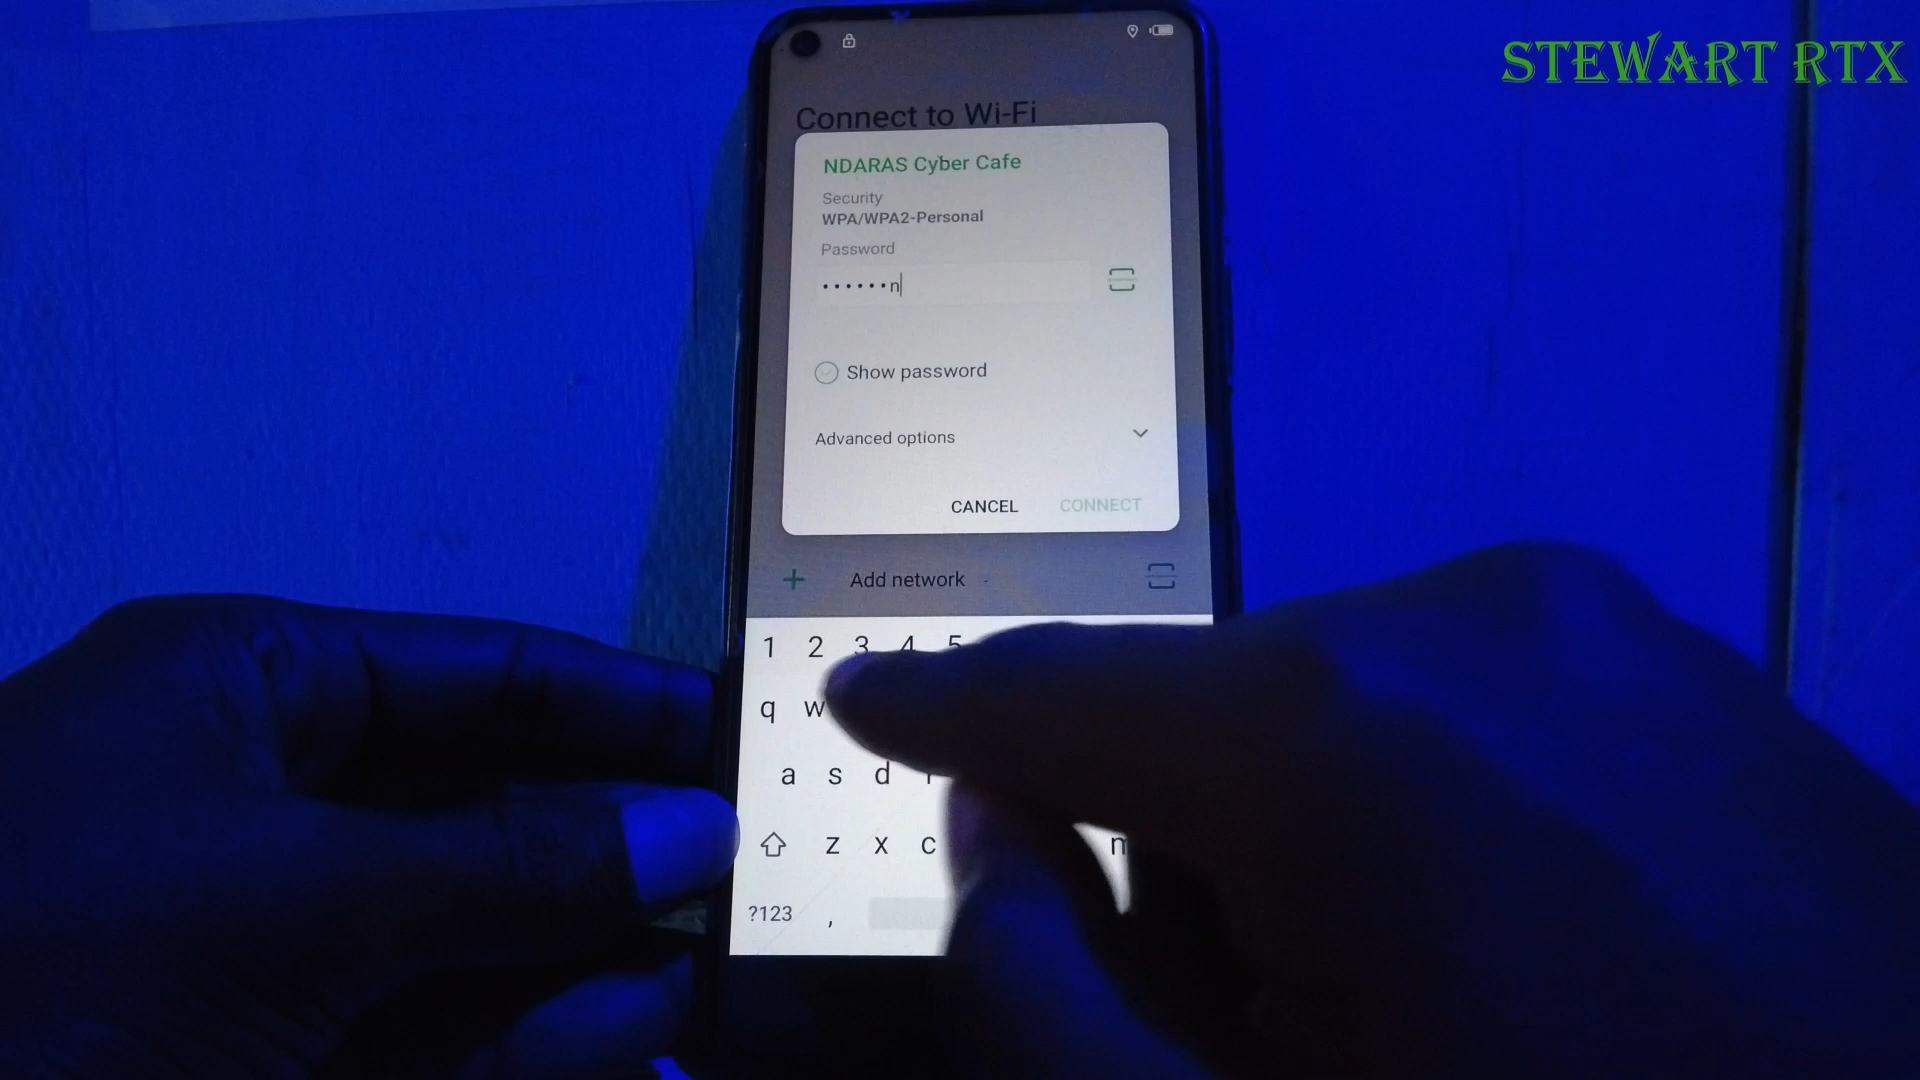 STEWART RTX
Connect to Wi-Fi
NDARAS Cyber Cafe
Security
WPA/WPA2-Personal
Password
••••••n
Show password
Advanced options
CANCEL CONNECT
+ Add network
1 2 3 4 5
q w
a s d
z x c m
?123 ,